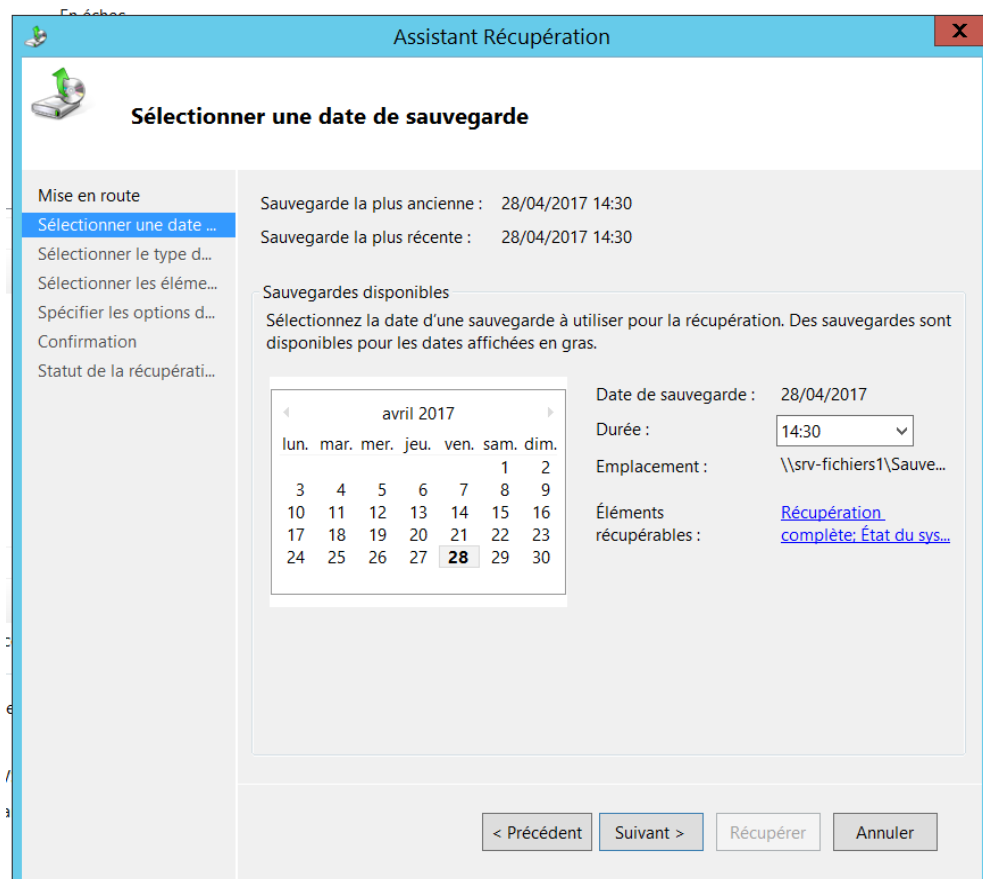 En échec
Assistant Récupération
X
Sélectionner une date de sauvegarde
Mise en route
Sélectionner une date ...
Sélectionner le type d...
Sélectionner les éléme...
Spécifier les options d...
Confirmation
Statut de la récupérati...
Sauvegarde la plus ancienne : 28/04/2017 14:30
Sauvegarde la plus récente : 28/04/2017 14:30
Sauvegardes disponibles
Sélectionnez la date d'une sauvegarde à utiliser pour la récupération. Des sauvegardes sont
disponibles pour les dates affichées en gras.
avril 2017
lun. mar. mer. jeu. ven. sam. dim.
1 2
3 4 5 6 7 8 9
10 11 12 13 14 15 16
17 18 19 20 21 22 23
24 25 26 27 28 29 30
Date de sauvegarde : 28/04/2017
Durée : 14:30
Emplacement : \\srv-fichiers1\Sauve...
Éléments Récupération
récupérables : complète; État du sys...
< Précédent Suivant > Récupérer Annuler